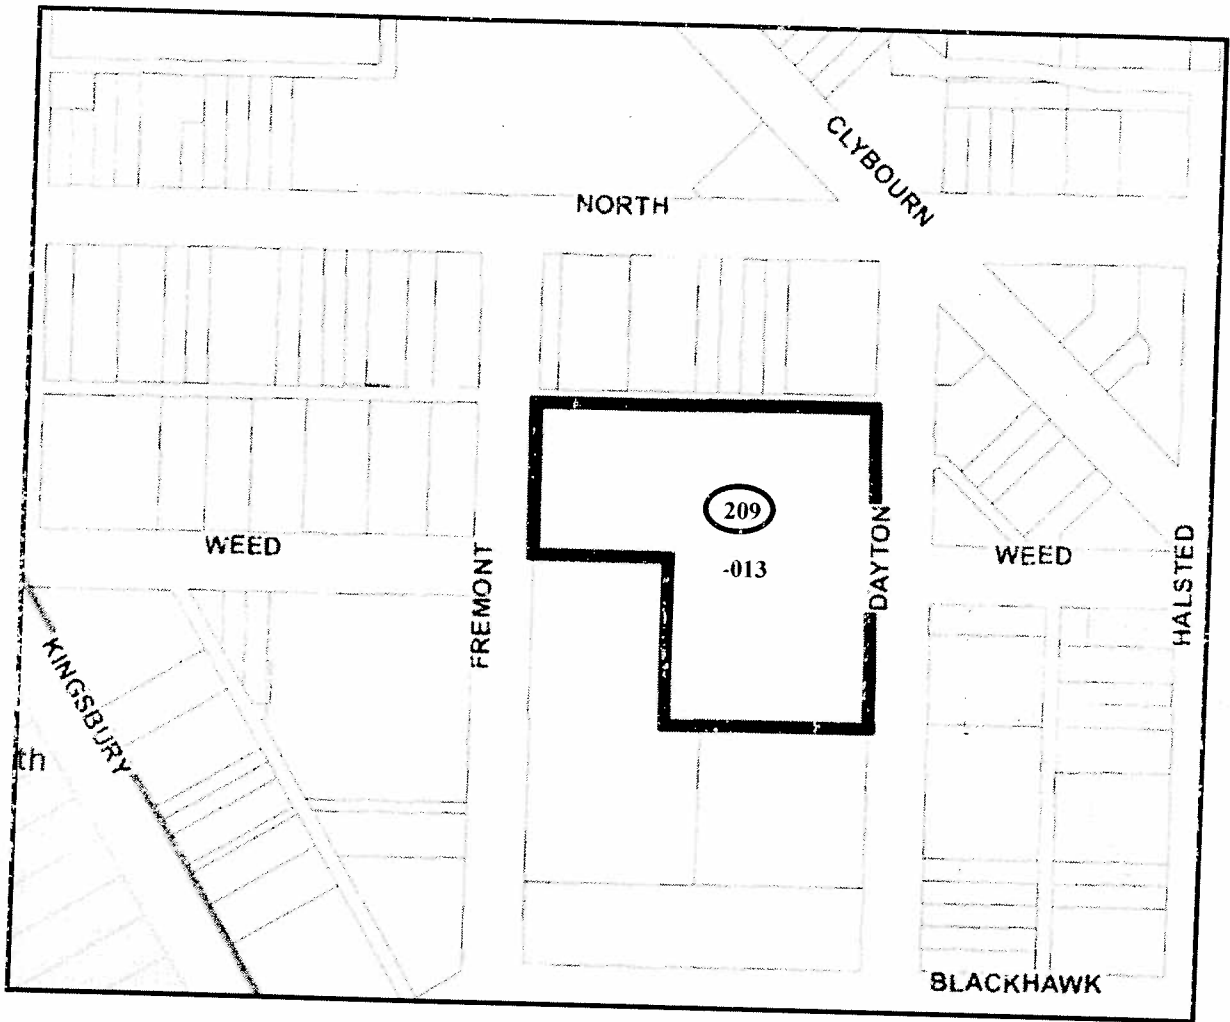 CLYBOURN
NORTH
209
-013
WEED
FREMONT
DAYTON
WEED
HALSTED
KINGSBURY
th
BLACKHAWK